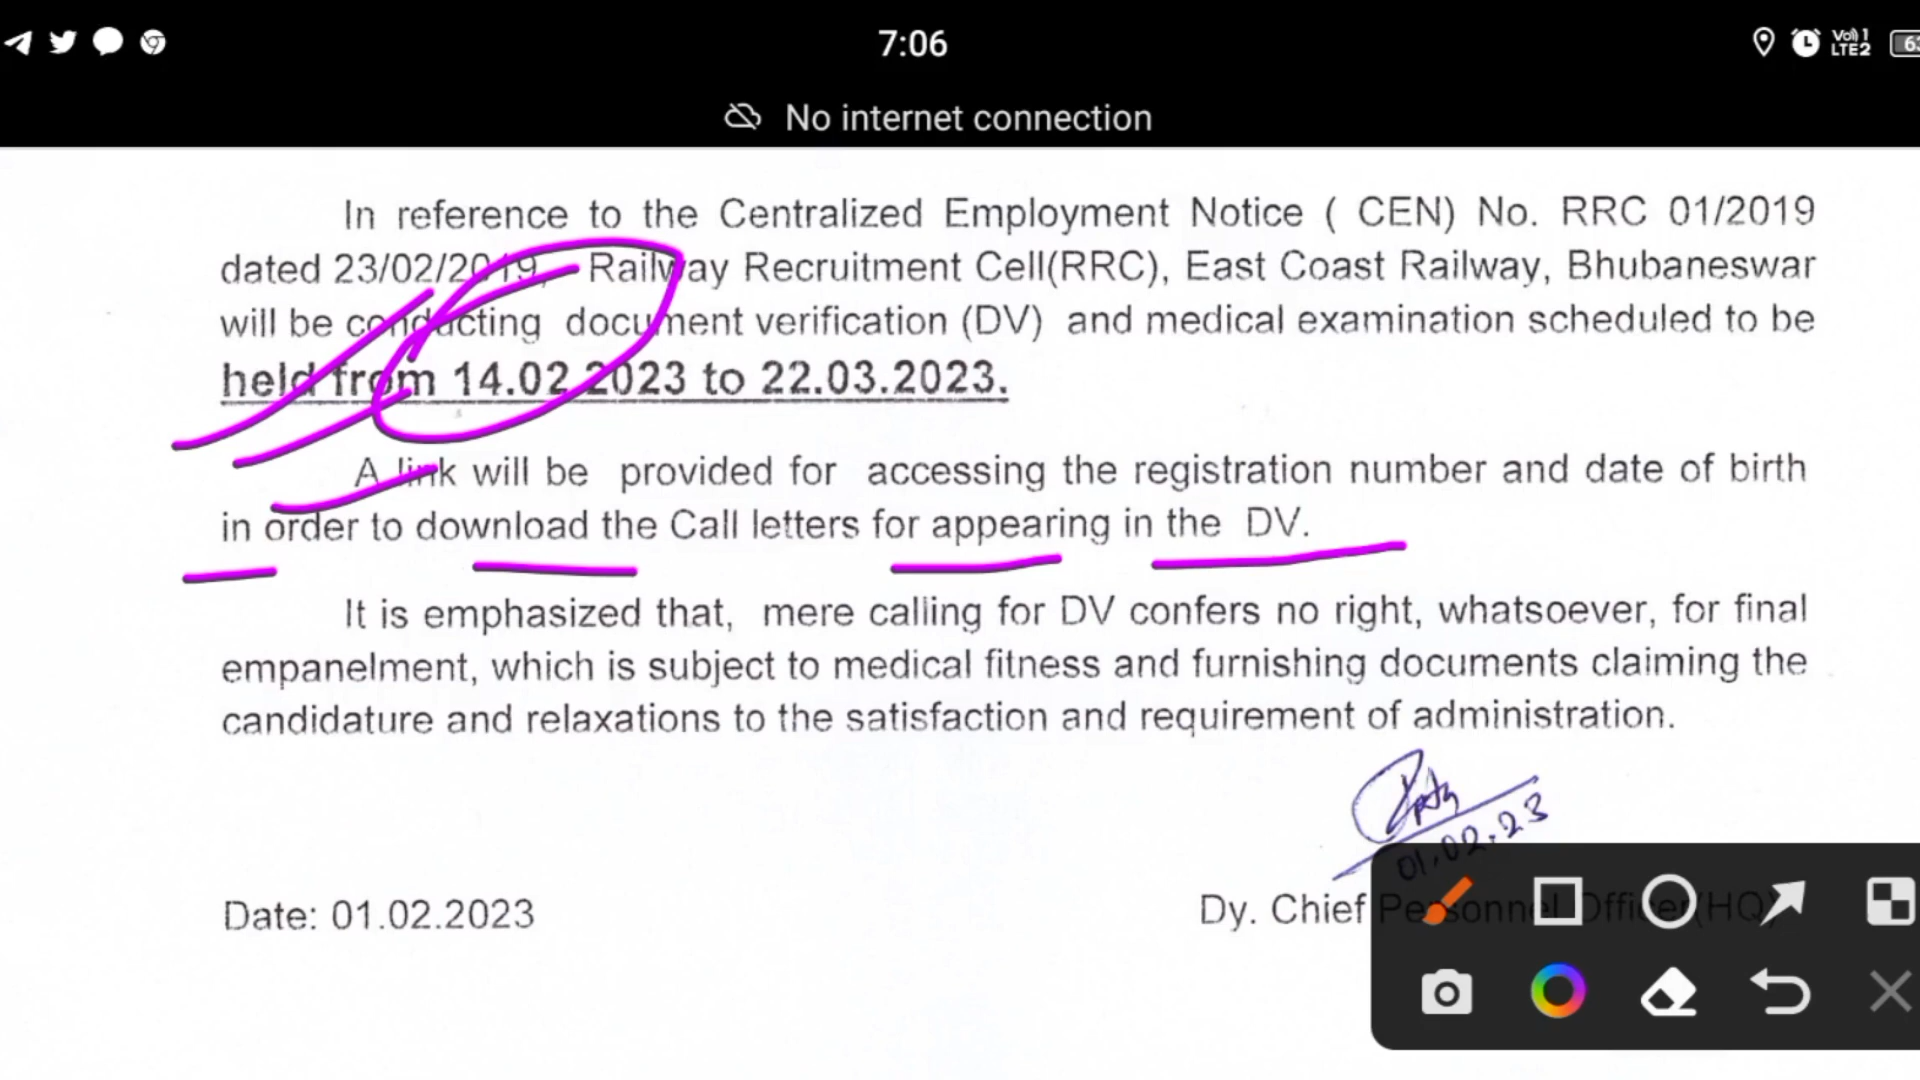 7:06
Vo)) 1
LTE2
63
No internet connection
In reference to the Centralized Employment Notice ( CEN) No. RRC 01/2019
dated 23/02/2019, Railway Recruitment Cell(RRC), East Coast Railway, Bhubaneswar
will be conducting document verification (DV) and medical examination scheduled to be
held from 14.02.2023 to 22.03.2023.
A link will be provided for accessing the registration number and date of birth
in order to download the Call letters for appearing in the DV.
It is emphasized that, mere calling for DV confers no right, whatsoever, for final
empanelment, which is subject to medical fitness and furnishing documents claiming the
candidature and relaxations to the satisfaction and requirement of administration.
01.02.23
Date: 01.02.2023
Dy. Chief Personnel Officer(HQ)